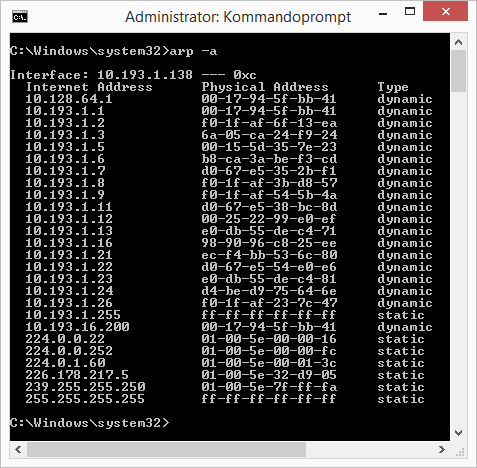 Administrator: Kommandoprompt
C:\Windows\system32>arp -a
Interface: 10.193.1.138 --- 0xc
Internet Address Physical Address Type
10.128.64.1 00-17-94-5f-bb-41 dynamic
10.193.1.1 00-17-94-5f-bb-41 dynamic
10.193.1.2 f0-1f-af-6f-13-ea dynamic
10.193.1.3 6a-05-ca-24-f9-24 dynamic
10.193.1.5 00-15-5d-35-7e-23 dynamic
10.193.1.6 b8-ca-3a-be-f3-cd dynamic
10.193.1.7 d0-67-e5-35-2b-f1 dynamic
10.193.1.8 f0-1f-af-3b-d8-57 dynamic
10.193.1.9 f0-1f-af-54-5b-4a dynamic
10.193.1.11 d0-67-e5-38-bc-8d dynamic
10.193.1.12 00-25-22-99-e0-ef dynamic
10.193.1.13 e0-db-55-de-c4-71 dynamic
10.193.1.16 98-90-96-c8-25-ee dynamic
10.193.1.21 ec-f4-bb-53-6c-80 dynamic
10.193.1.22 d0-67-e5-54-e0-e6 dynamic
10.193.1.23 e0-db-55-de-c4-81 dynamic
10.193.1.24 d4-be-d9-75-64-6e dynamic
10.193.1.26 f0-1f-af-23-7c-47 dynamic
10.193.1.255 ff-ff-ff-ff-ff-ff static
10.193.16.200 00-17-94-5f-bb-41 dynamic
224.0.0.22 01-00-5e-00-00-16 static
224.0.0.252 01-00-5e-00-00-fc static
224.0.1.60 01-00-5e-00-01-3c static
226.178.217.5 01-00-5e-32-d9-05 static
239.255.255.250 01-00-5e-7f-ff-fa static
255.255.255.255 ff-ff-ff-ff-ff-ff static
C:\Windows\system32>